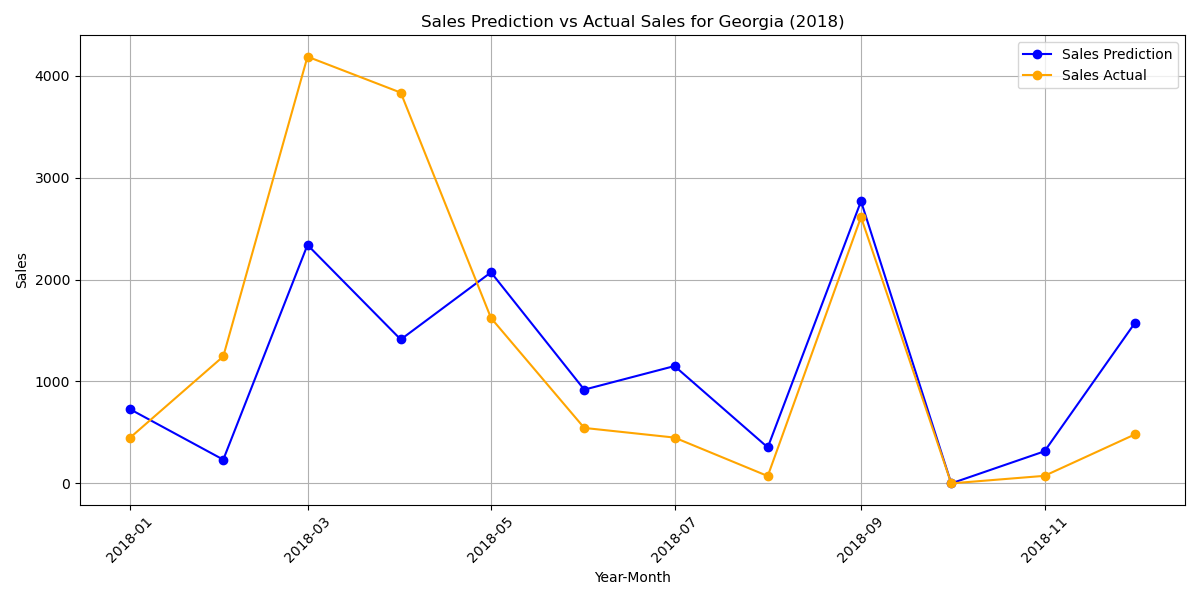 Sales Prediction vs Actual Sales for Georgia (2018)
Sales Prediction
Sales Actual
Sales
4000
3000
2000
1000
0
2018-01
2018-03
2018-05
2018-07
2018-09
2018-11
Year-Month